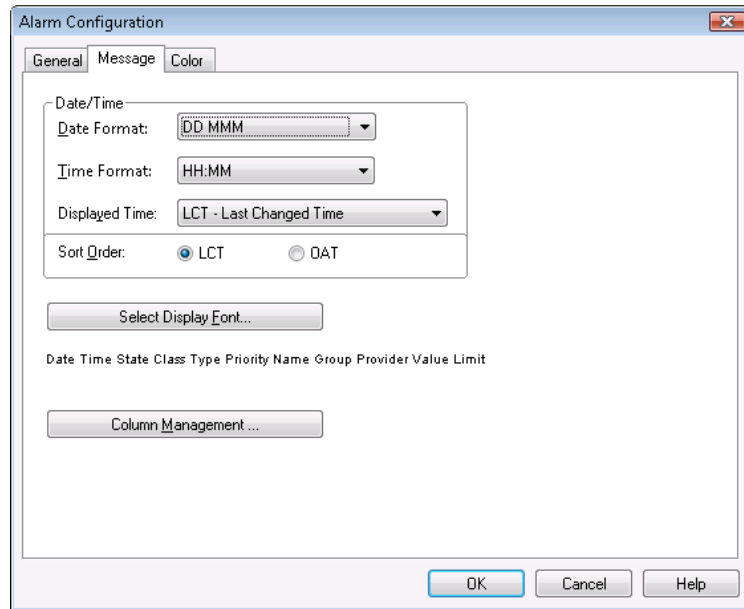 Alarm Configuration
General Message Color
Date/Time
Date Format: DD MMM
Time Format: HH:MM
Displayed Time: LCT - Last Changed Time
Sort Order: LCT OAT
Select Display Font...
Date Time State Class Type Priority Name Group Provider Value Limit
Column Management ...
OK Cancel Help